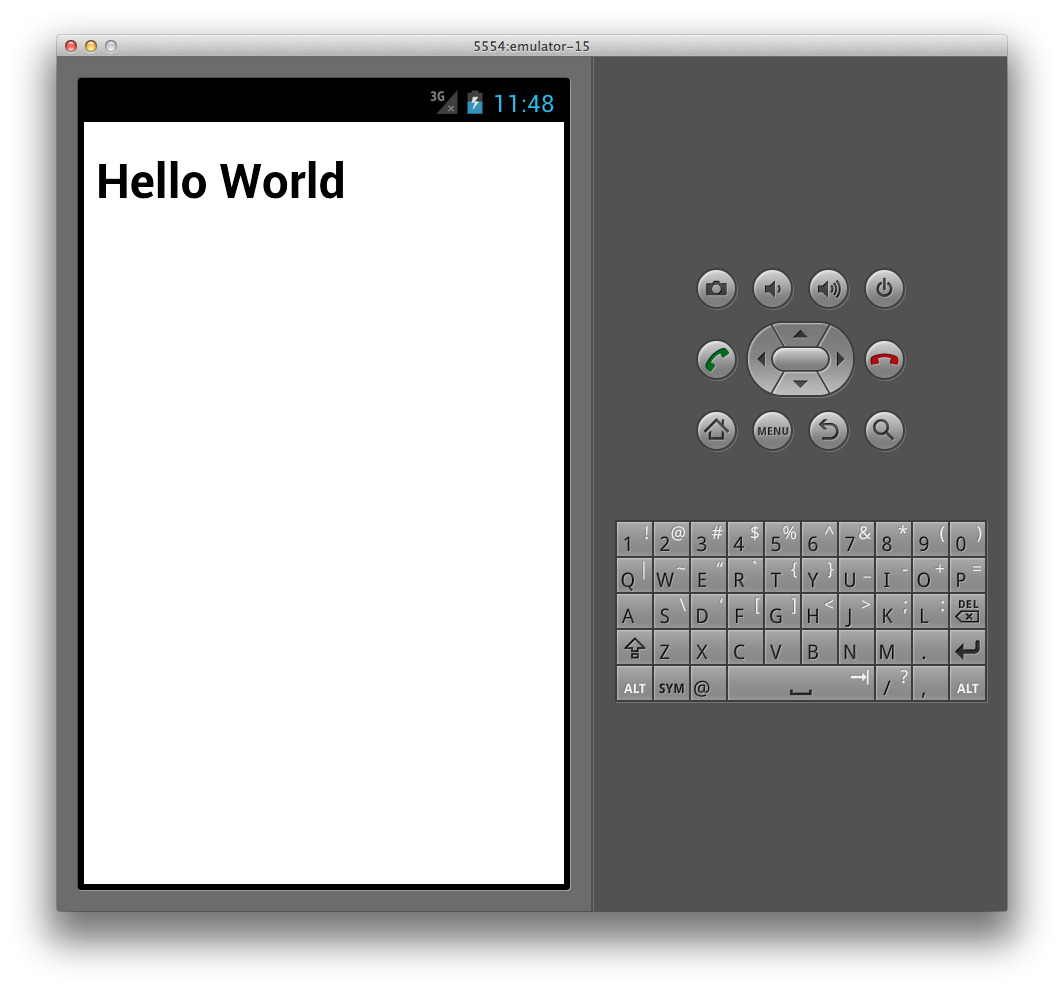 5554:emulator-15
3G 11:48
Hello World
MENU
1 ! 2 @ 3 # 4 $ 5 % 6 ^ 7 & 8 * 9 ( 0 )
Q | W ~ E “ R ` T { Y } U _ I - O + P =
A S \ D ‘ F [ G ] H < J > K ; L : DEL
Z X C V B N M .
ALT SYM @ / ? , ALT